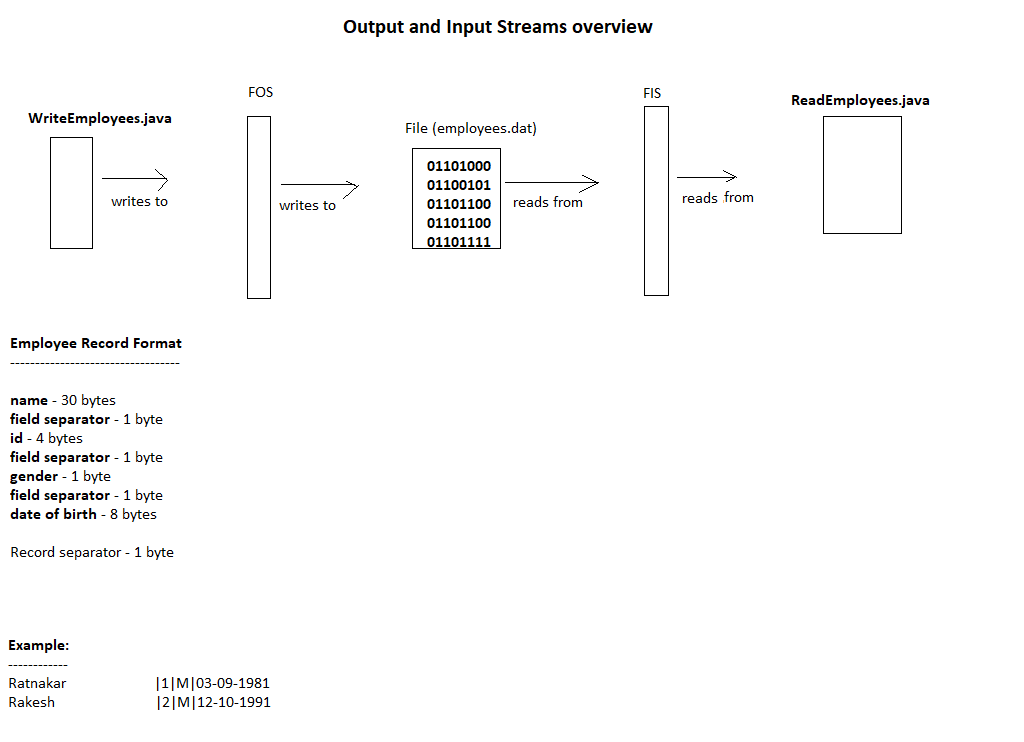 Output and Input Streams overview
FOS
FIS
WriteEmployees.java
ReadEmployees.java
File (employees.dat)
01101000
01100101
01101100
01101100
01101111
writes to
writes to
reads from
reads from
Employee Record Format
----------------------------------
name - 30 bytes
field separator - 1 byte
id - 4 bytes
field separator - 1 byte
gender - 1 byte
field separator - 1 byte
date of birth - 8 bytes
Record separator - 1 byte
Example:
------------
Ratnakar |1|M|03-09-1981
Rakesh |2|M|12-10-1991